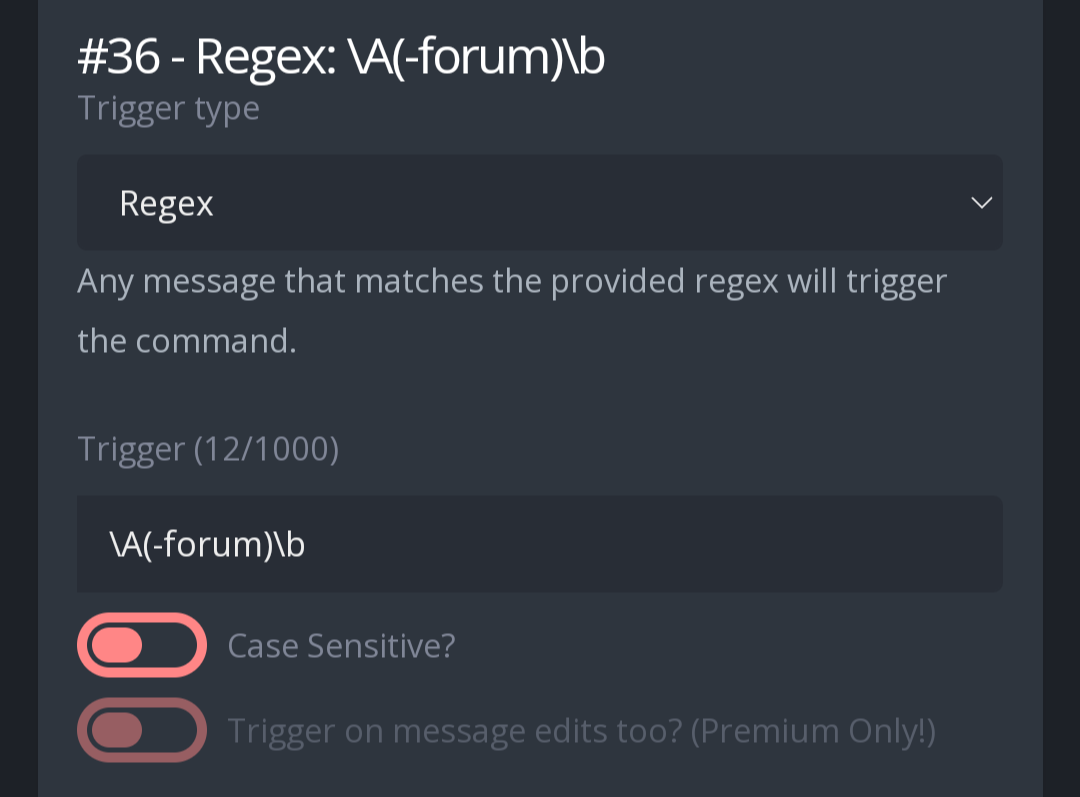 #36 - Regex: \A(-forum)\b
Trigger type
Regex
Any message that matches the provided regex will trigger
the command.
Trigger (12/1000)
\A(-forum)\b
Case Sensitive?
Trigger on message edits too? (Premium Only!)